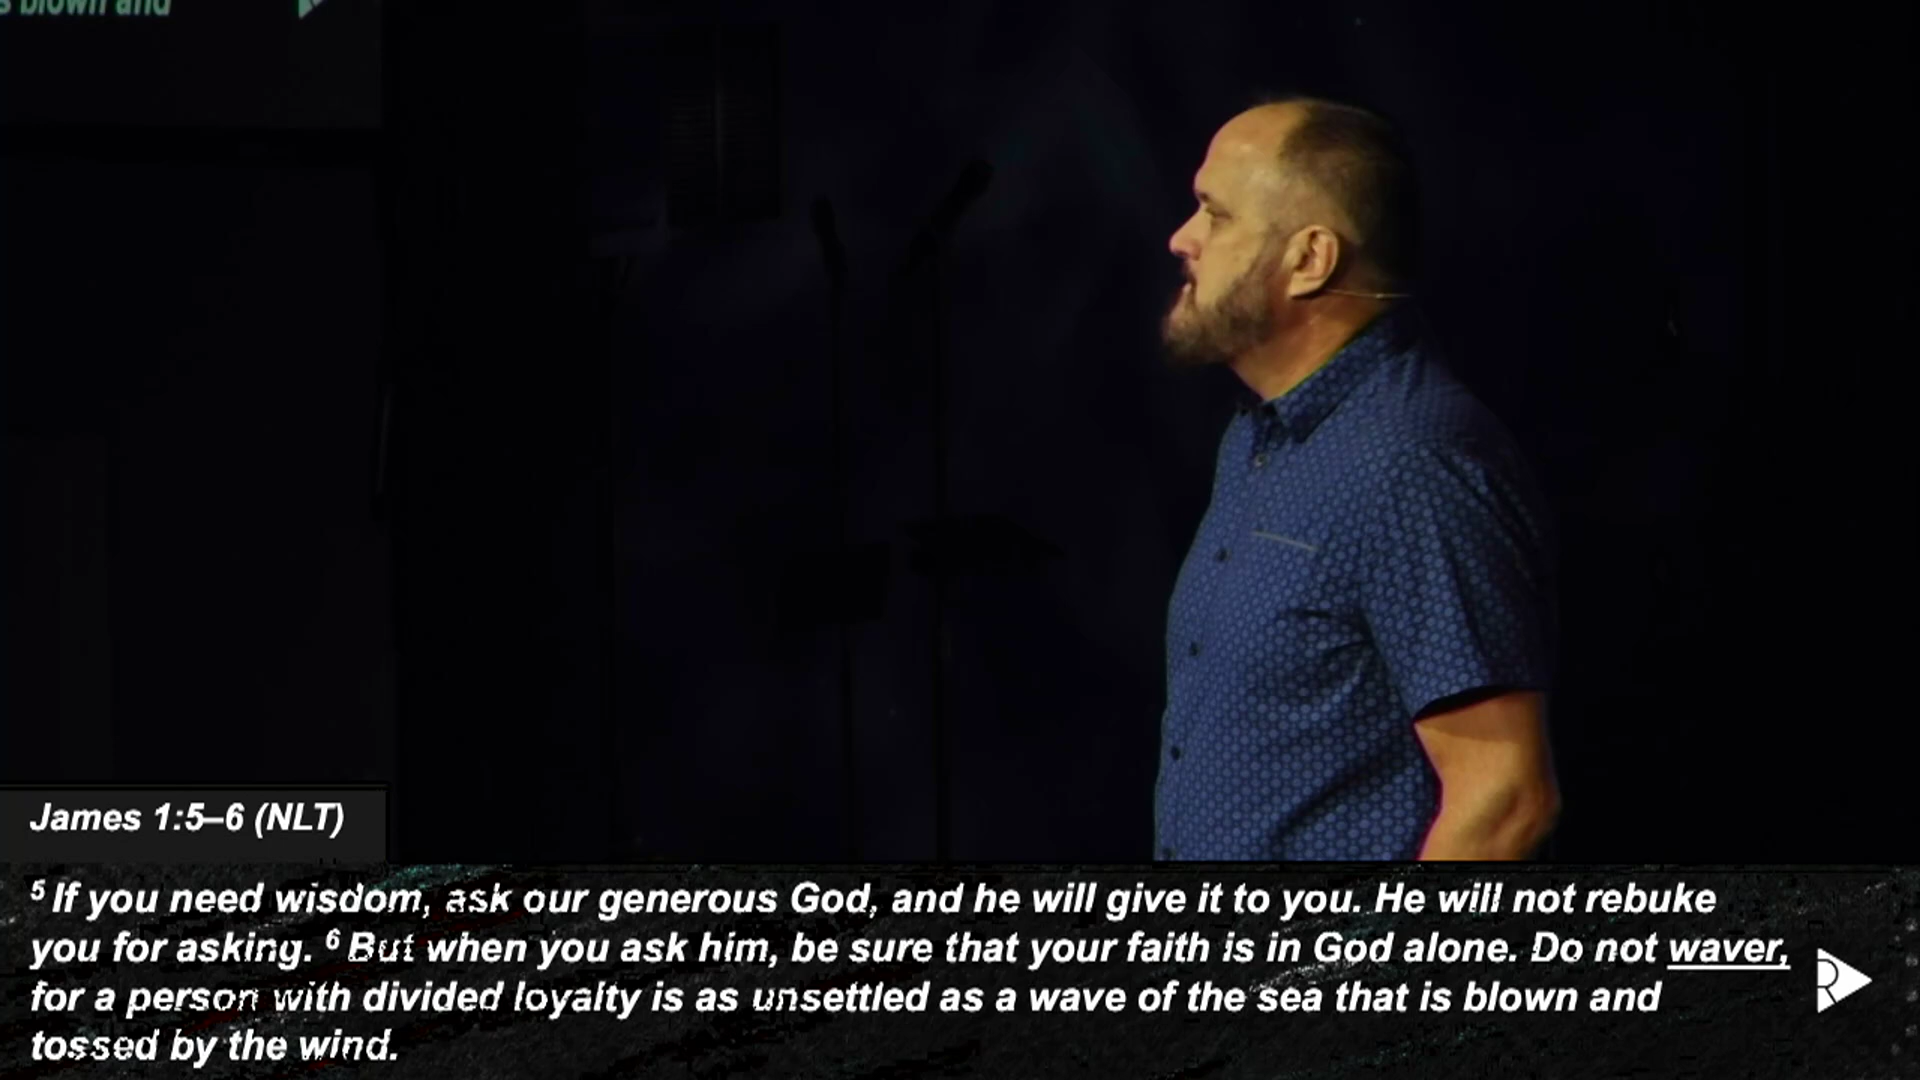 s blown and
James 1:5–6 (NLT)
5 If you need wisdom, ask our generous God, and he will give it to you. He will not rebuke
you for asking. 6 But when you ask him, be sure that your faith is in God alone. Do not waver,
for a person with divided loyalty is as unsettled as a wave of the sea that is blown and
tossed by the wind.